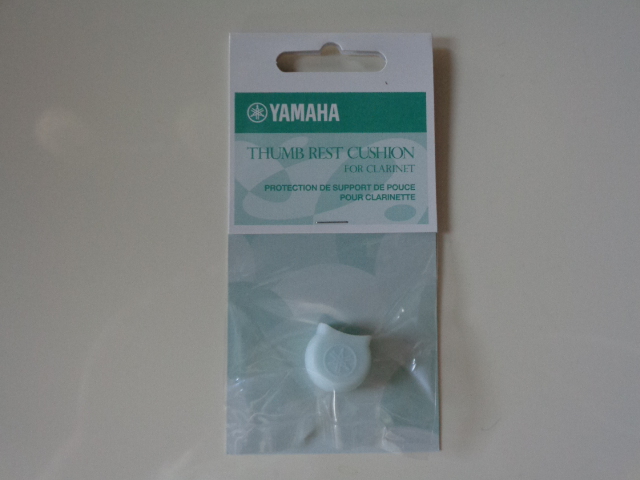 YAMAHA
THUMB REST CUSHION
FOR CLARINET
PROTECTION DE SUPPORT DE POUCE
POUR CLARINETTE